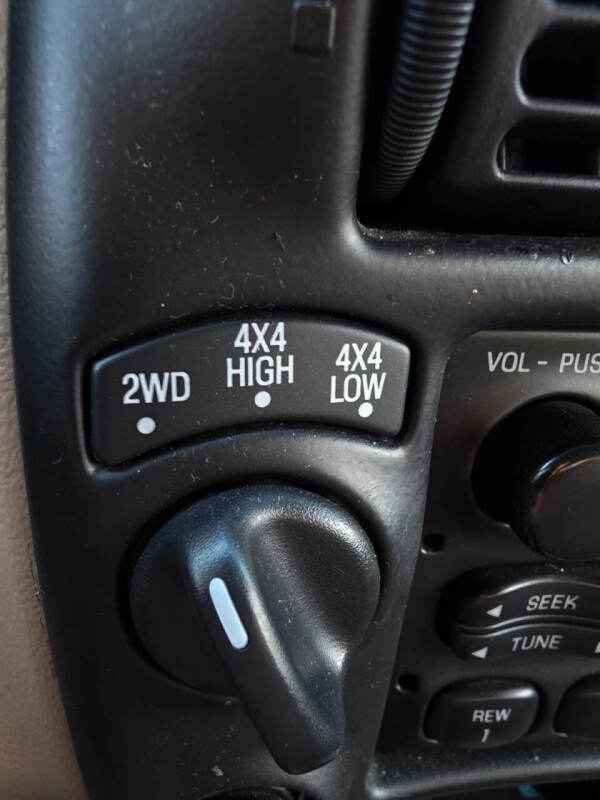 2WD
4X4
HIGH
4X4
LOW
VOL - PUS
SEEK
TUNE
REW
1